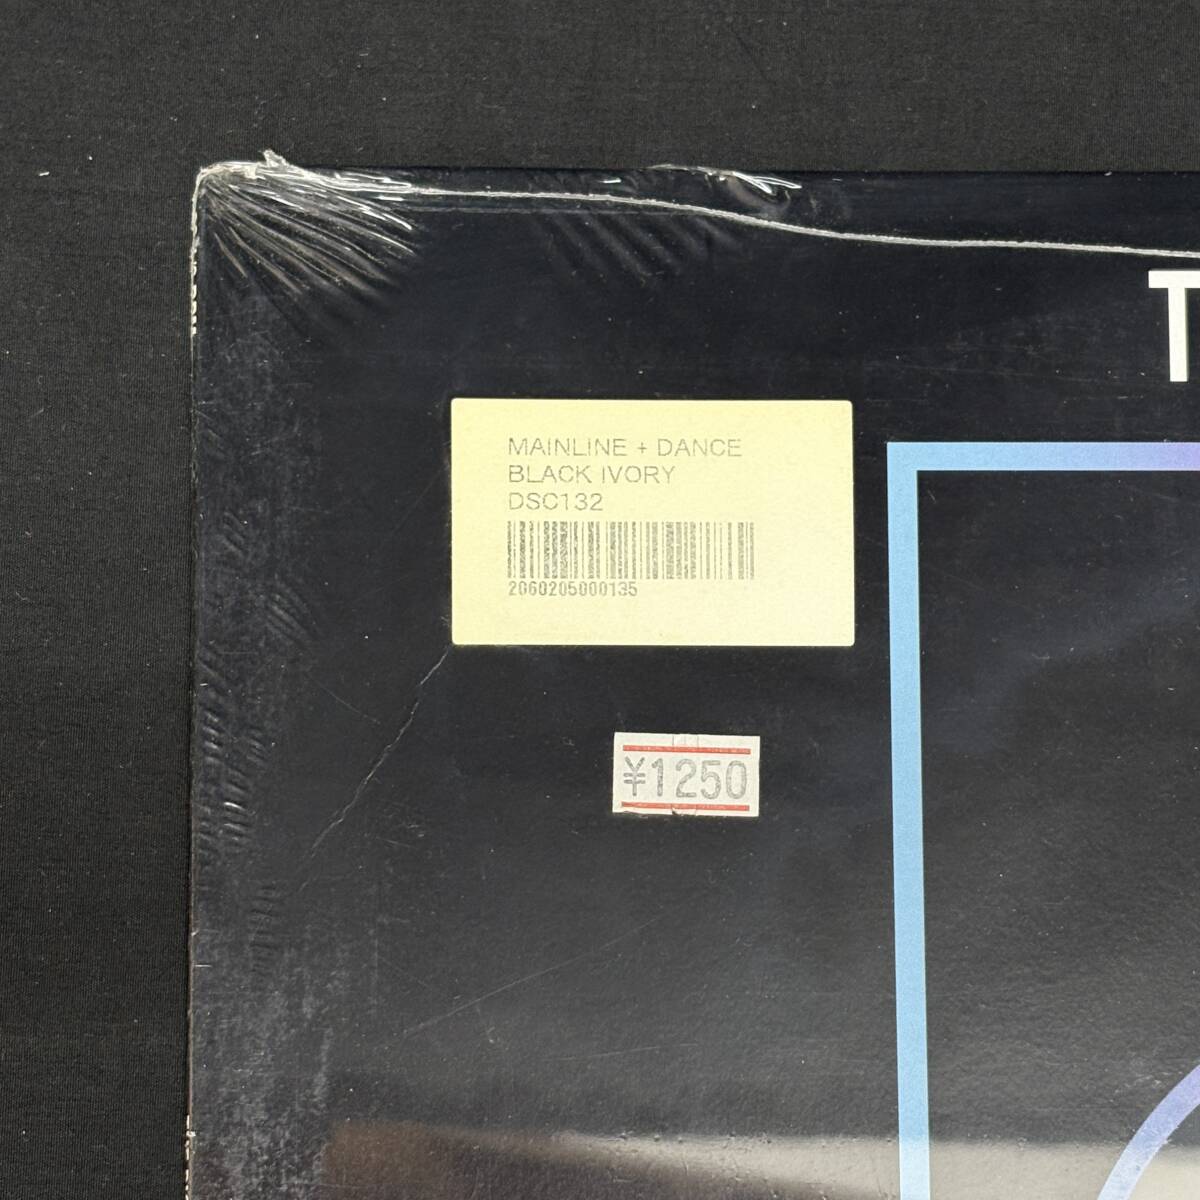 T
MAINLINE + DANCE
BLACK IVORY
DSC132
2060205000135
¥1250